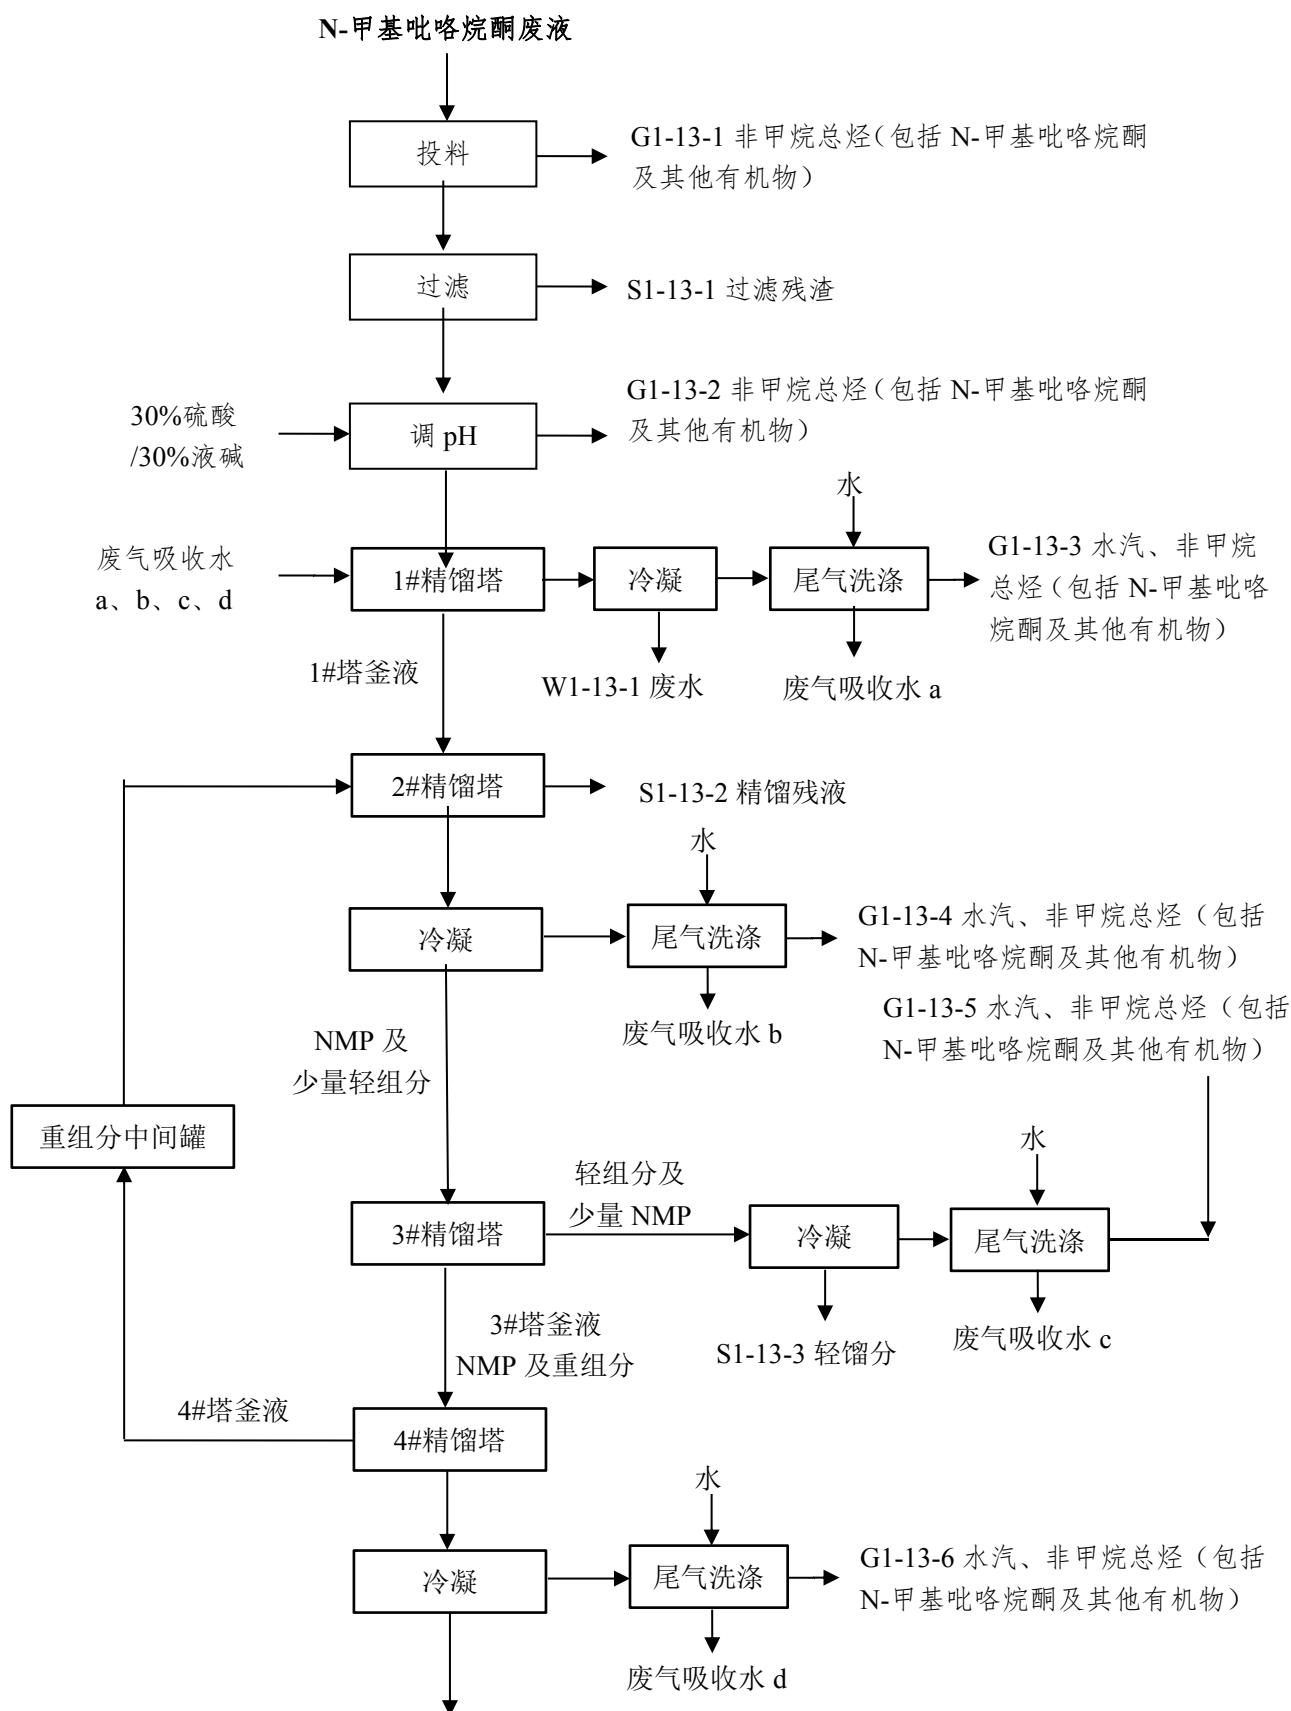 N-甲基吡咯烷酮废液
投料
G1-13-1 非甲烷总烃（包括 N-甲基吡咯烷酮
及其他有机物）
过滤
S1-13-1 过滤残渣
30%硫酸
/30%液碱
调 pH
G1-13-2 非甲烷总烃（包括 N-甲基吡咯烷酮
及其他有机物）
水
废气吸收水
a、b、c、d
1#精馏塔
冷凝
尾气洗涤
G1-13-3 水汽、非甲烷
总烃（包括 N-甲基吡咯
烷酮及其他有机物）
1#塔釜液
W1-13-1 废水
废气吸收水 a
2#精馏塔
S1-13-2 精馏残液
水
冷凝
尾气洗涤
G1-13-4 水汽、非甲烷总烃（包括
N-甲基吡咯烷酮及其他有机物）
废气吸收水 b
G1-13-5 水汽、非甲烷总烃（包括
N-甲基吡咯烷酮及其他有机物）
NMP 及
少量轻组分
重组分中间罐
轻组分及
少量 NMP
水
3#精馏塔
冷凝
尾气洗涤
3#塔釜液
NMP 及重组分
S1-13-3 轻馏分
废气吸收水 c
4#塔釜液
4#精馏塔
水
冷凝
尾气洗涤
G1-13-6 水汽、非甲烷总烃（包括
N-甲基吡咯烷酮及其他有机物）
废气吸收水 d